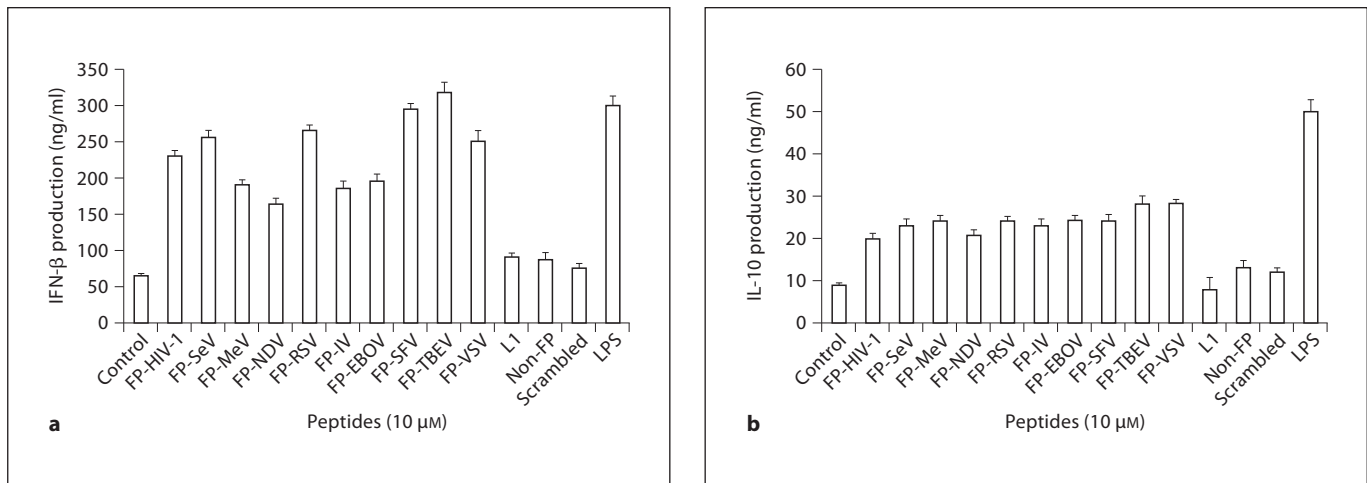 350
300
250
200
150
100
50
0
IFN-β production (ng/ml)
Control
FP-HIV-1
FP-SeV
FP-MeV
FP-NDV
FP-RSV
FP-IV
FP-EBOV
FP-SFV
FP-TBEV
FP-VSV
L1
Non-FP
Scrambled
LPS
a
Peptides (10 μM)
60
50
40
30
20
10
0
IL-10 production (ng/ml)
Control
FP-HIV-1
FP-SeV
FP-MeV
FP-NDV
FP-RSV
FP-IV
FP-EBOV
FP-SFV
FP-TBEV
FP-VSV
L1
Non-FP
Scrambled
LPS
b
Peptides (10 μM)